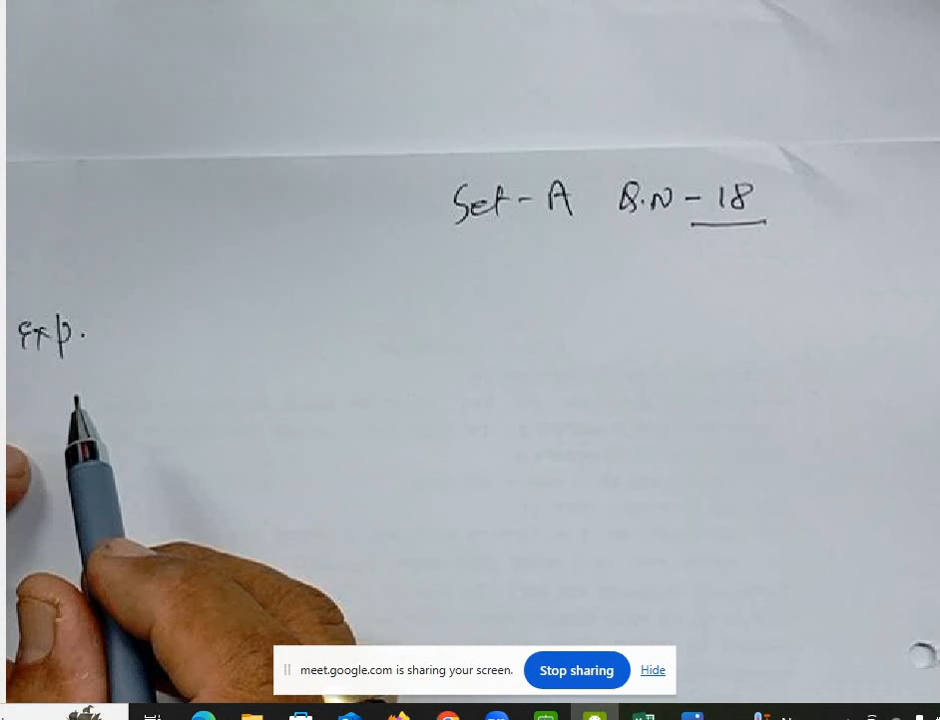 Set - A Q.N - 18
Exp.
meet.google.com is sharing your screen. Stop sharing Hide